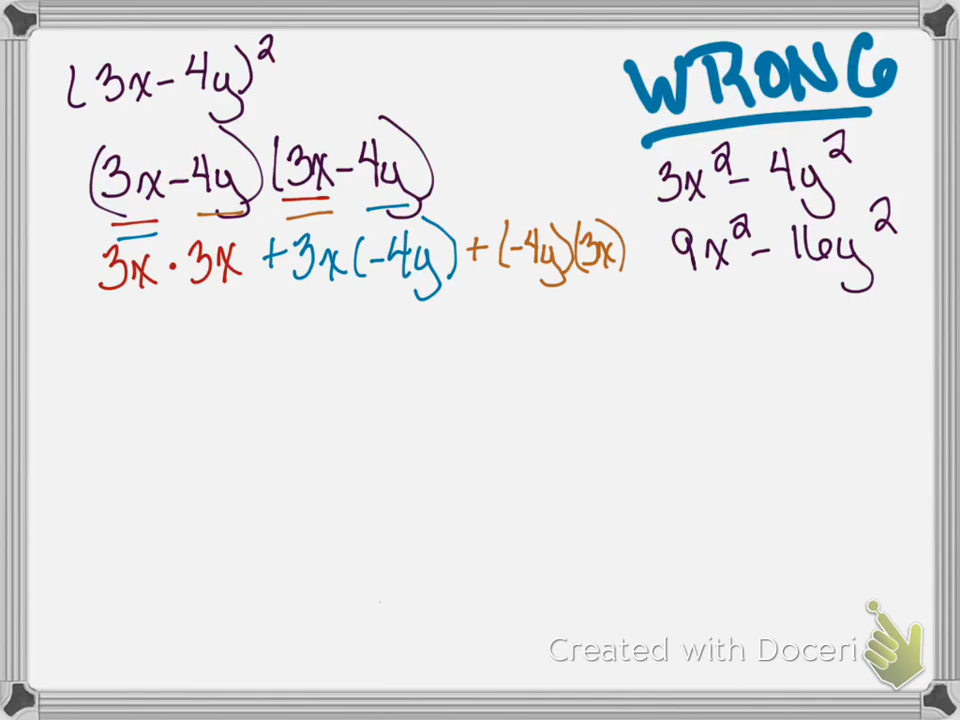 (3x-4y)²
(3x-4y)(3x-4y)
3x·3x +3x(-4y) +(-4y)(3x)
WRONG
3x²-4y²
9x²-16y²
Created with Doceri